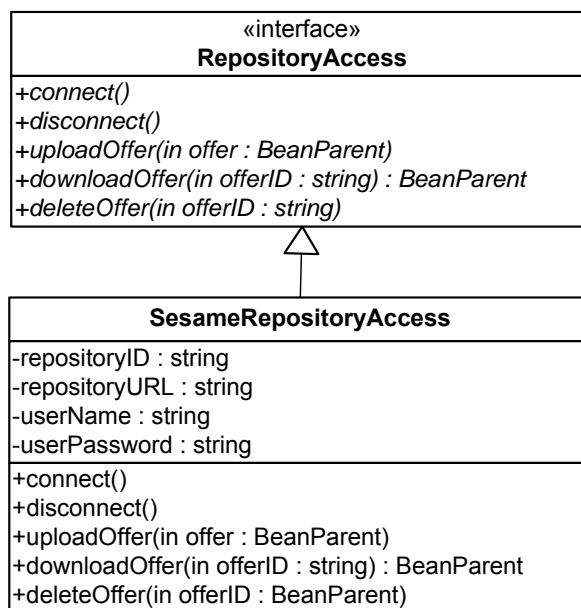 «interface»
RepositoryAccess
+connect()
+disconnect()
+uploadOffer(in offer : BeanParent)
+downloadOffer(in offerID : string) : BeanParent
+deleteOffer(in offerID : string)
SesameRepositoryAccess
-repositoryID : string
-repositoryURL : string
-userName : string
-userPassword : string
+connect()
+disconnect()
+uploadOffer(in offer : BeanParent)
+downloadOffer(in offerID : string) : BeanParent
+deleteOffer(in offerID : BeanParent)